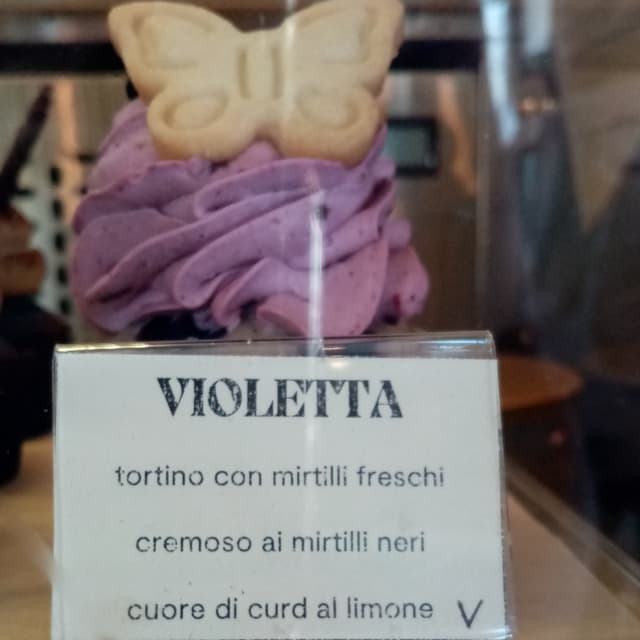 VIOLETTA
tortino con mirtilli freschi
cremoso ai mirtilli neri
cuore di curd al limone V